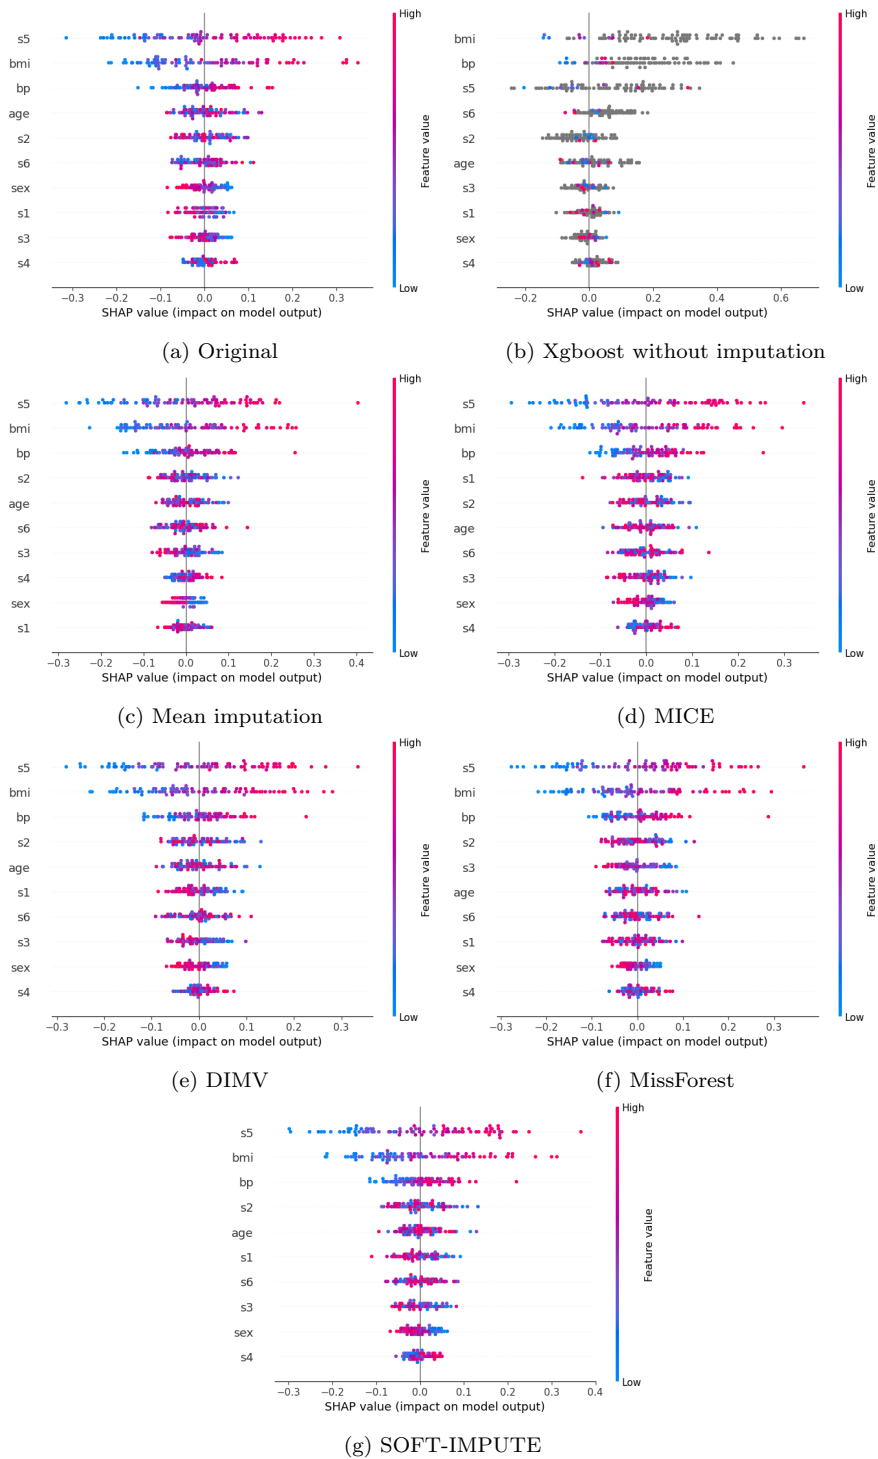 High
s5
bmi
bp
age
s2
s6
sex
s1
s3
s4
Feature value
Low
−0.3 −0.2 −0.1 0.0 0.1 0.2 0.3
SHAP value (impact on model output)
(a) Original
High
bmi
bp
s5
s6
s2
age
s3
s1
sex
s4
Feature value
Low
−0.2 0.0 0.2 0.4 0.6
SHAP value (impact on model output)
(b) Xgboost without imputation
High
s5
bmi
bp
s2
age
s6
s3
s4
sex
s1
Feature value
Low
−0.3 −0.2 −0.1 0.0 0.1 0.2 0.3 0.4
SHAP value (impact on model output)
(c) Mean imputation
High
s5
bmi
bp
s1
s2
age
s6
s3
sex
s4
Feature value
Low
−0.3 −0.2 −0.1 0.0 0.1 0.2 0.3
SHAP value (impact on model output)
(d) MICE
High
s5
bmi
bp
s2
age
s1
s6
s3
sex
s4
Feature value
Low
−0.3 −0.2 −0.1 0.0 0.1 0.2 0.3
SHAP value (impact on model output)
(e) DIMV
High
s5
bmi
bp
s2
s3
age
s6
s1
sex
s4
Feature value
Low
−0.3 −0.2 −0.1 0.0 0.1 0.2 0.3
SHAP value (impact on model output)
(f) MissForest
High
s5
bmi
bp
s2
age
s1
s6
s3
sex
s4
Feature value
Low
−0.3 −0.2 −0.1 0.0 0.1 0.2 0.3 0.4
SHAP value (impact on model output)
(g) SOFT-IMPUTE